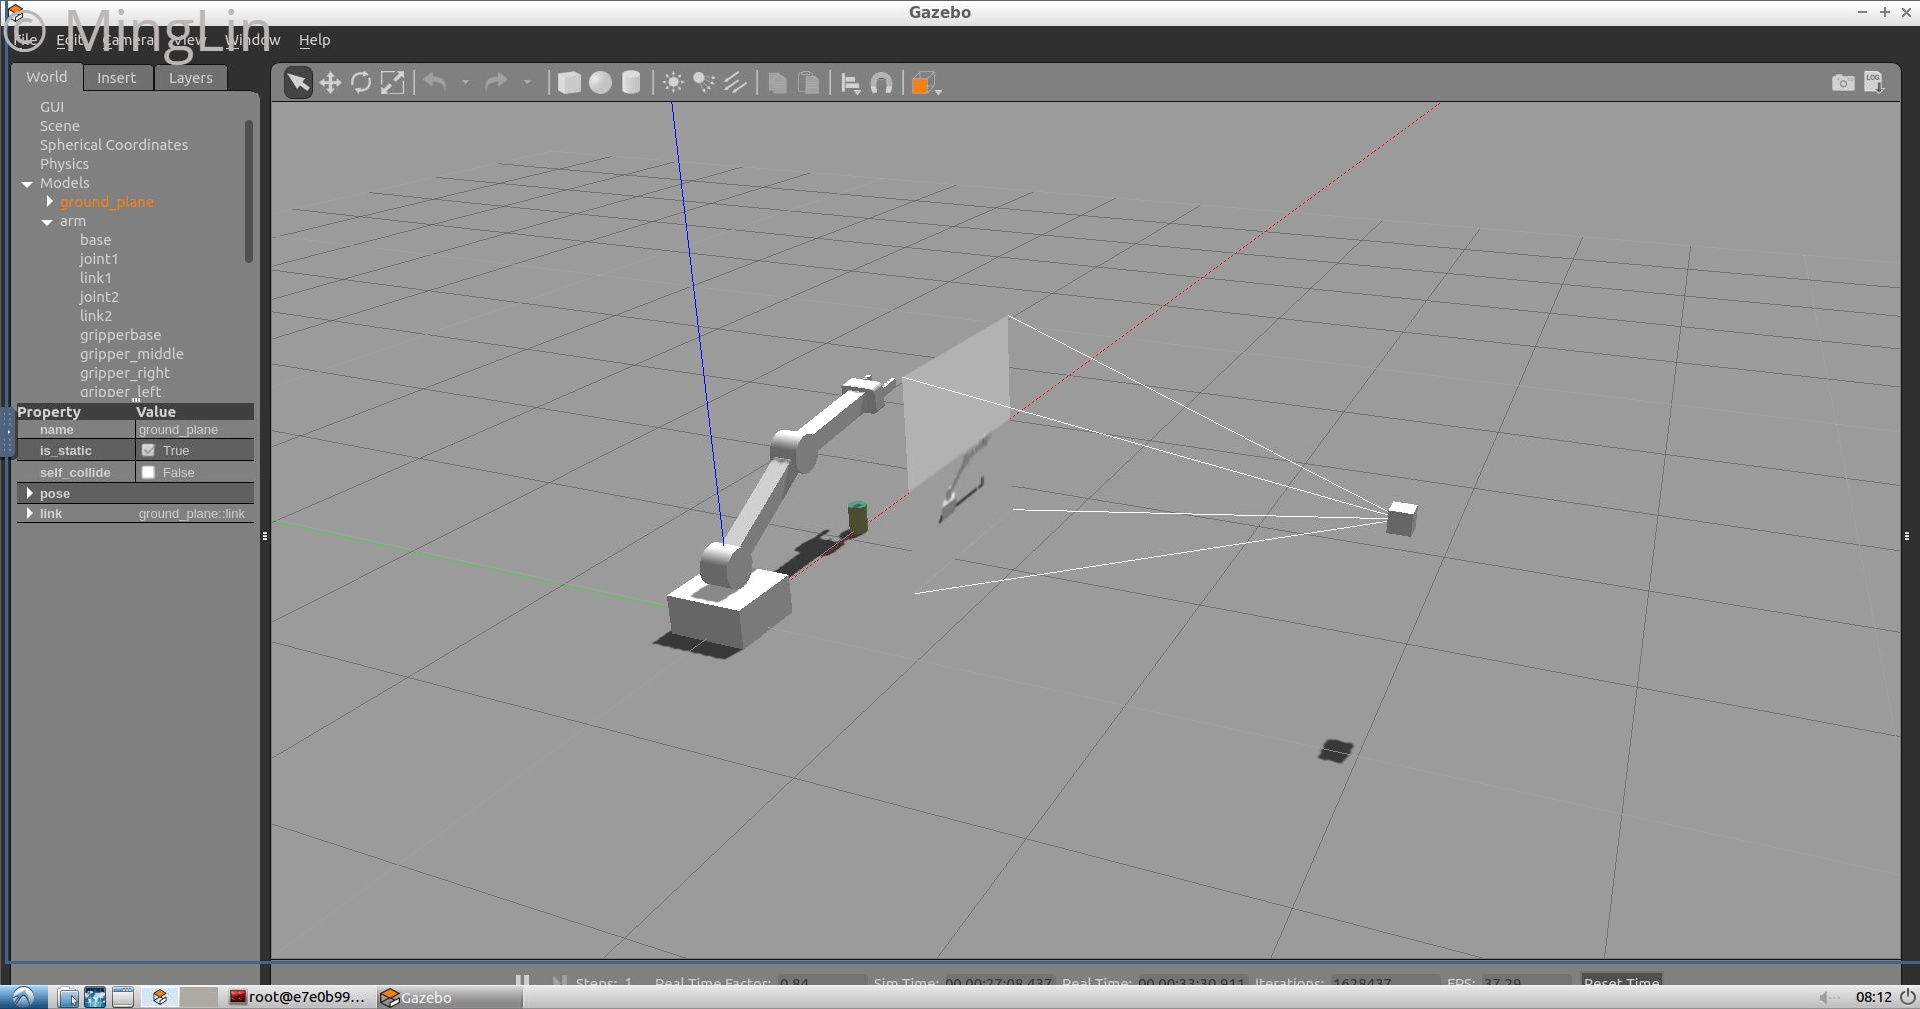 Gazebo
© MingLin
File Edit Camera View Window Help
World Insert Layers
LOG
GUI
Scene
Spherical Coordinates
Physics
Models
ground_plane
arm
base
joint1
link1
joint2
link2
gripperbase
gripper_middle
gripper_right
gripper_left
Property Value
name ground_plane
is_static True
self_collide False
pose
link ground_plane::link
Steps: 1 Real Time Factor: 0.84 Sim Time: 00 00:27:08.437 Real Time: 00 00:33:30.911 Iterations: 1628437 FPS: 37.29 Reset Time
root@e7e0b99... Gazebo 08:12